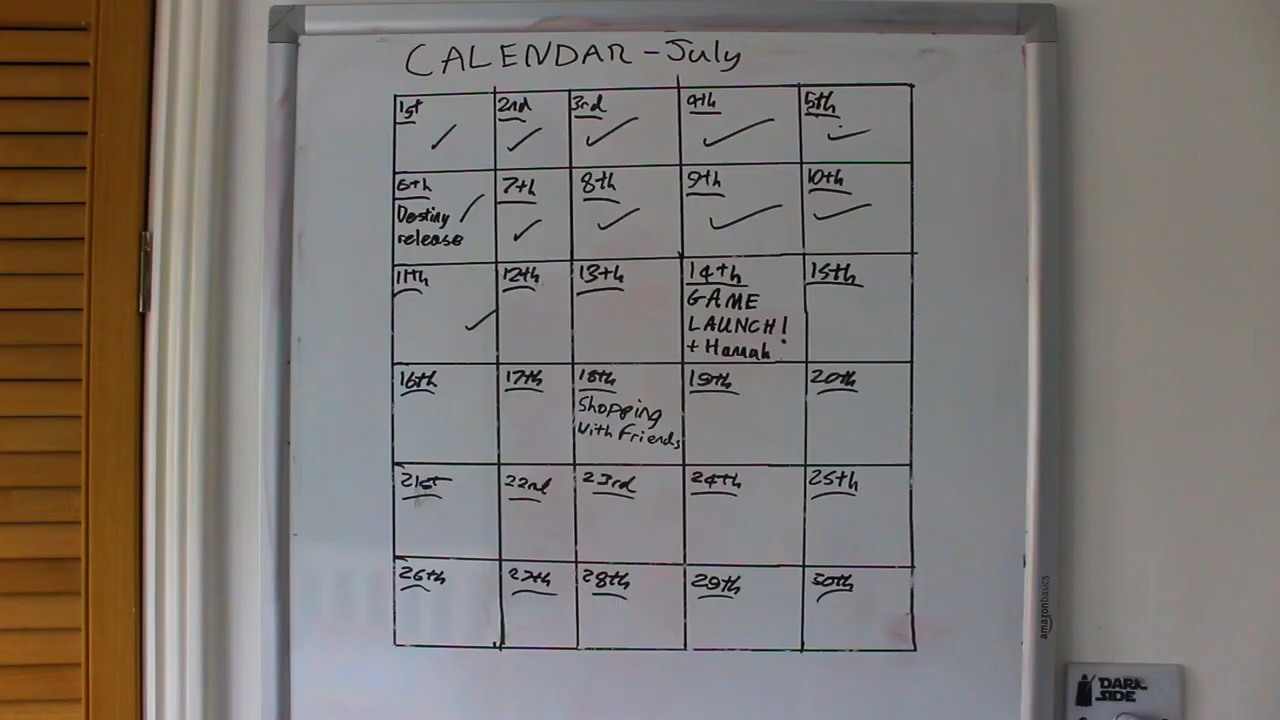 CALENDAR - July
1st 2nd 3rd 4th 5th
6th 7th 8th 9th 10th
Destiny
release
11th 12th 13th 14th 15th
GAME
LAUNCH!
+ Hannah
16th 17th 18th 19th 20th
Shopping
With Friends
21st 22nd 23rd 24th 25th
26th 27th 28th 29th 30th
amazonbasics
DARK
SIDE